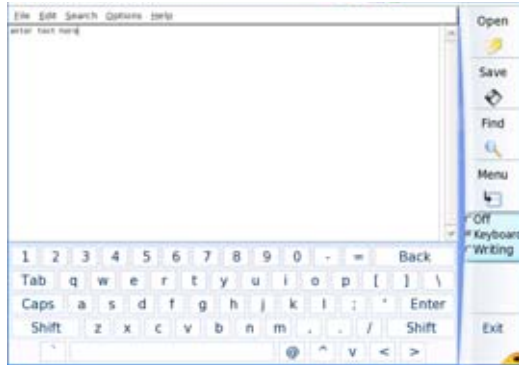 File Edit Search Options Help
enter text here
Open
Save
Find
Menu
Off
Keyboard
Writing
Exit
1 2 3 4 5 6 7 8 9 0 - = Back
Tab q w e r t y u i o p [ ] \
Caps a s d f g h j k l ; ' Enter
Shift z x c v b n m , . / Shift
` @ ^ v < >